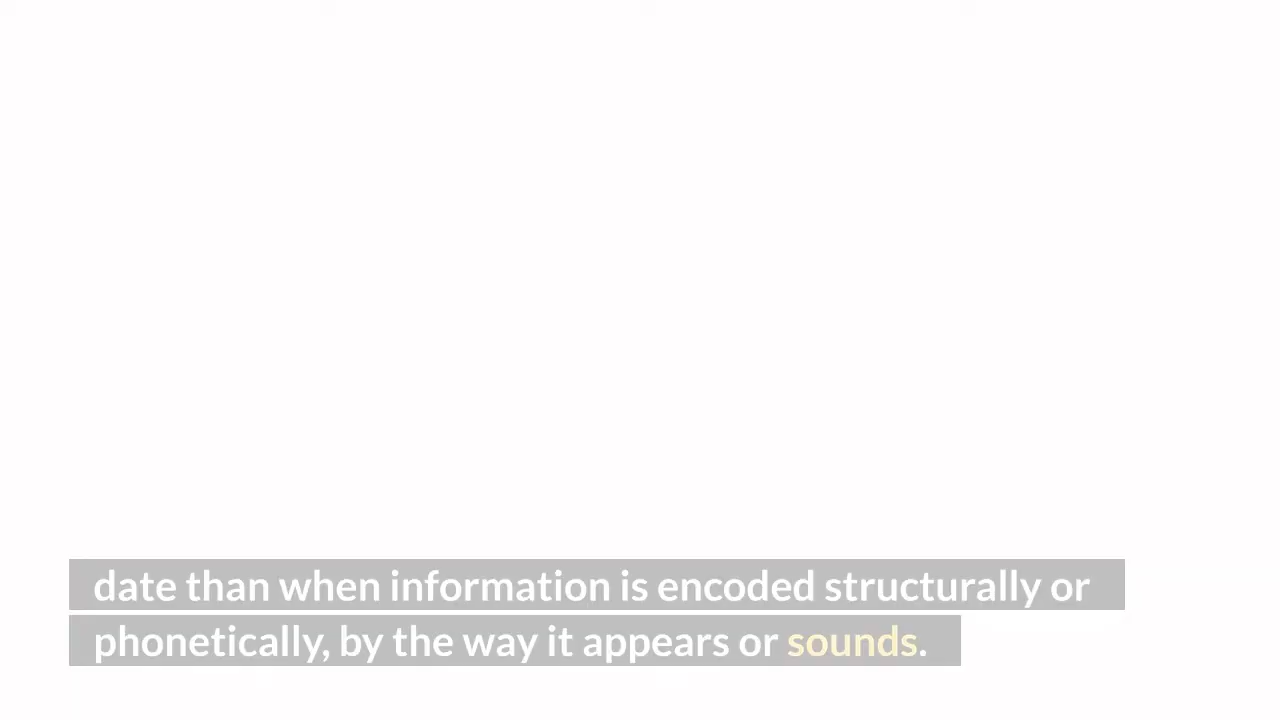 date than when information is encoded structurally or
phonetically, by the way it appears or sounds.